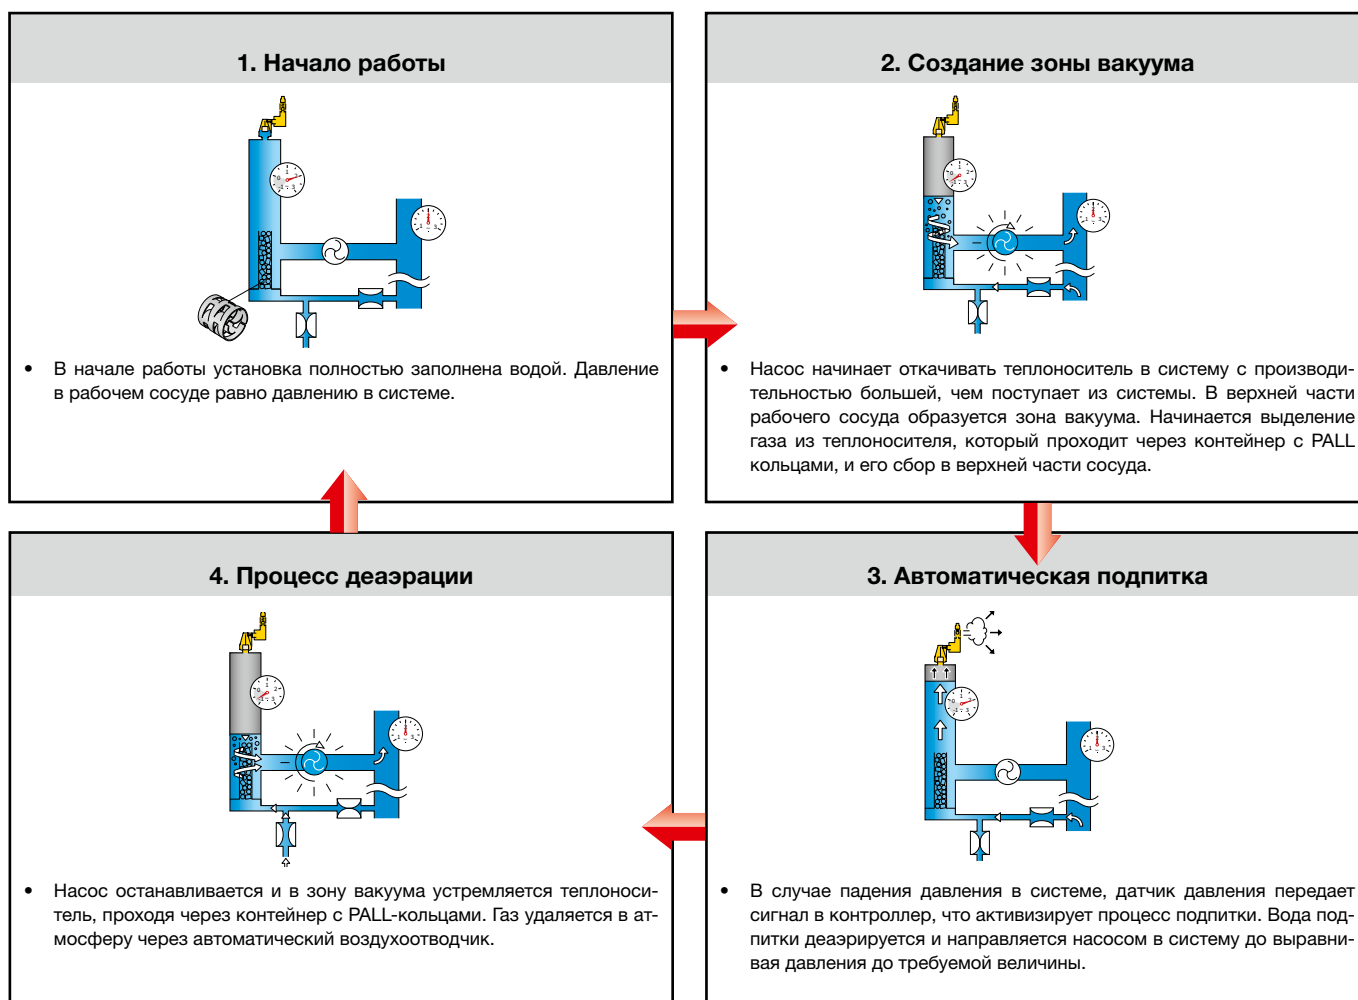 1. Начало работы
• В начале работы установка полностью заполнена водой. Давление
в рабочем сосуде равно давлению в системе.
2. Создание зоны вакуума
• Насос начинает откачивать теплоноситель в систему с производи-
тельностью большей, чем поступает из системы. В верхней части
рабочего сосуда образуется зона вакуума. Начинается выделение
газа из теплоносителя, который проходит через контейнер с PALL
кольцами, и его сбор в верхней части сосуда.
4. Процесс деаэрации
• Насос останавливается и в зону вакуума устремляется теплоноси-
тель, проходя через контейнер с PALL-кольцами. Газ удаляется в ат-
мосферу через автоматический воздухоотводчик.
3. Автоматическая подпитка
• В случае падения давления в системе, датчик давления передает
сигнал в контроллер, что активизирует процесс подпитки. Вода под-
питки деаэрируется и направляется насосом в систему до выравни-
вая давления до требуемой величины.